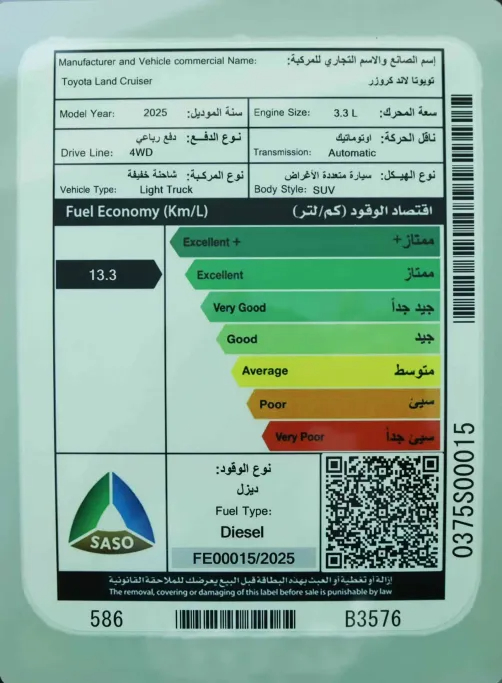 Manufacturer and Vehicle commercial Name: إسم الصانع والاسم التجاري للمركبة:
Toyota Land Cruiser تويوتا لاند كروزر
Model Year: 2025 سنة الموديل: Engine Size: 3.3 L سعة المحرك:
دفع رباعي نوع الدفع: اوتوماتيك ناقل الحركة:
Drive Line: 4WD Transmission: Automatic
شاحنة خفيفة نوع المركبة: سيارة متعددة الأغراض نوع الهيكل:
Vehicle Type: Light Truck Body Style: SUV
Fuel Economy (Km/L) اقتصاد الوقود (كم/لتر)
Excellent + ممتاز+
13.3 Excellent ممتاز
Very Good جيد جداً
Good جيد
Average متوسط
Poor سيئ
Very Poor سيئ جداً
نوع الوقود:
ديزل
Fuel Type:
Diesel
SASO
FE00015/2025
إزالة أو تغطية أو العبث بهذه البطاقة قبل البيع يعرضك للملاحقة القانونية
The removal, covering or damaging of this label before sale is punishable by law
586 B3576
0375S00015